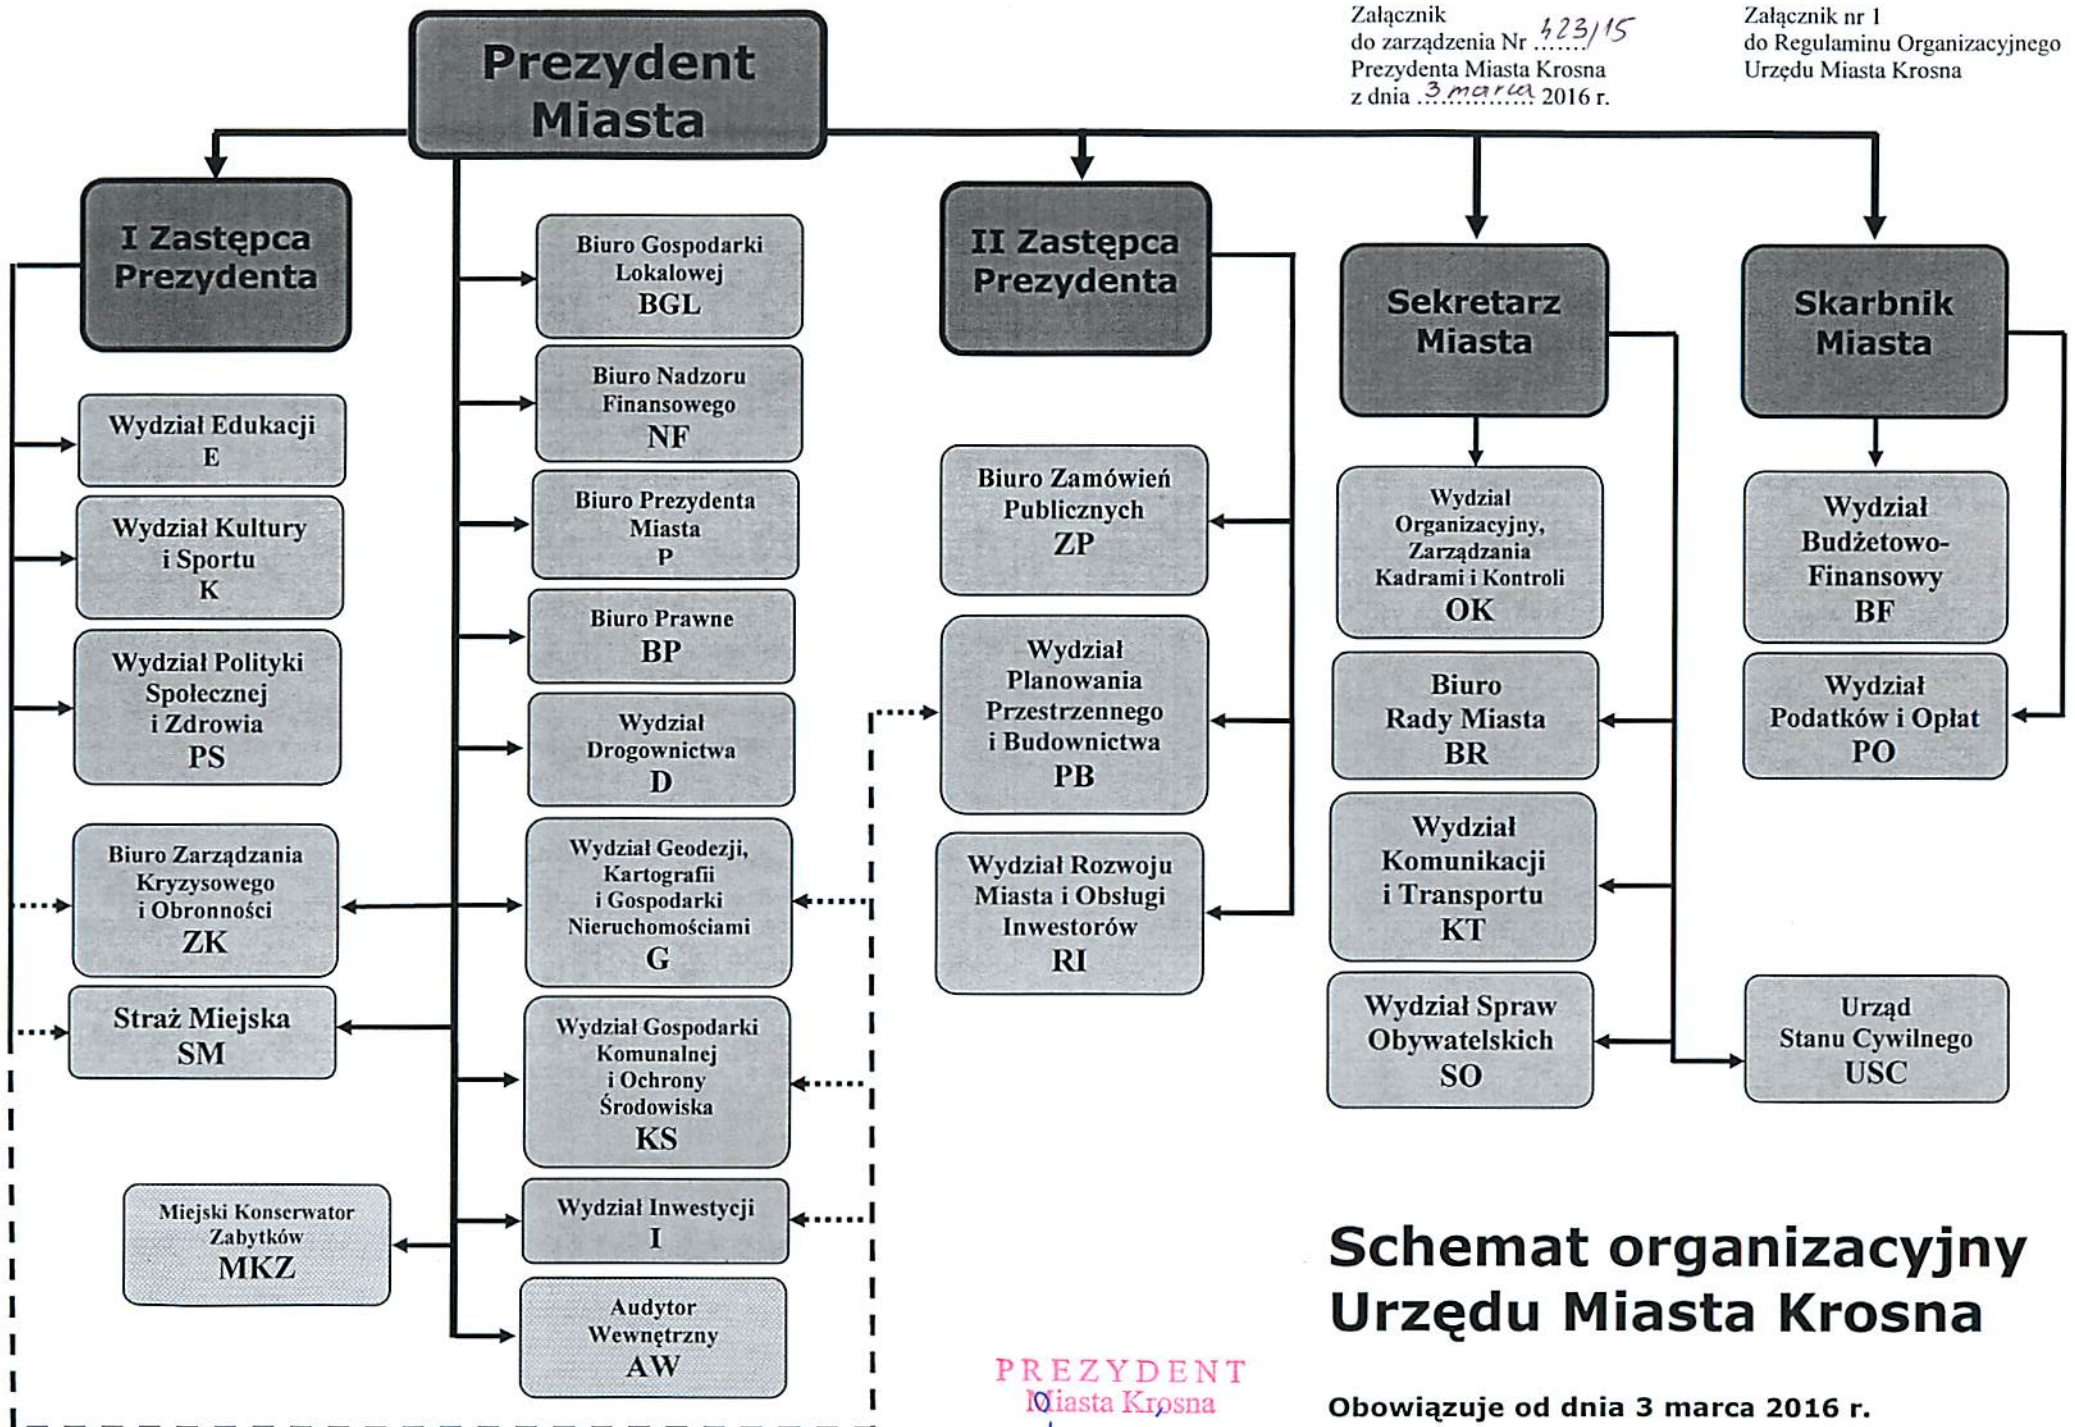 Załącznik
do zarządzenia Nr 423/15
Prezydenta Miasta Krosna
z dnia 3 marca 2016 r.
Załącznik nr 1
do Regulaminu Organizacyjnego
Urzędu Miasta Krosna
Prezydent
Miasta
I Zastępca
Prezydenta
Wydział Edukacji
E
Wydział Kultury
i Sportu
K
Wydział Polityki
Społecznej
i Zdrowia
PS
Biuro Zarządzania
Kryzysowego
i Obronności
ZK
Straż Miejska
SM
Miejski Konserwator
Zabytków
MKZ
Biuro Gospodarki
Lokalowej
BGL
Biuro Nadzoru
Finansowego
NF
Biuro Prezydenta
Miasta
P
Biuro Prawne
BP
Wydział
Drogownictwa
D
Wydział Geodezji,
Kartografii
i Gospodarki
Nieruchomościami
G
Wydział Gospodarki
Komunalnej
i Ochrony
Środowiska
KS
Wydział Inwestycji
I
Audytor
Wewnętrzny
AW
II Zastępca
Prezydenta
Biuro Zamówień
Publicznych
ZP
Wydział
Planowania
Przestrzennego
i Budownictwa
PB
Wydział Rozwoju
Miasta i Obsługi
Inwestorów
RI
Sekretarz
Miasta
Wydział
Organizacyjny,
Zarządzania
Kadrami i Kontroli
OK
Biuro
Rady Miasta
BR
Wydział
Komunikacji
i Transportu
KT
Wydział Spraw
Obywatelskich
SO
Skarbnik
Miasta
Wydział
Budżetowo-
Finansowy
BF
Wydział
Podatków i Opłat
PO
Urząd
Stanu Cywilnego
USC
Schemat organizacyjny
Urzędu Miasta Krosna
PREZYDENT
Miasta Krosna
Obowiązuje od dnia 3 marca 2016 r.